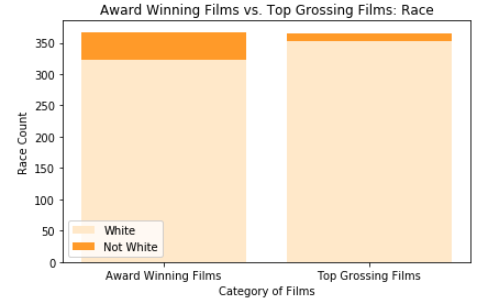 Award Winning Films vs. Top Grossing Films: Race
Race Count
350
300
250
200
150
100
50
0
White
Not White
Award Winning Films
Top Grossing Films
Category of Films